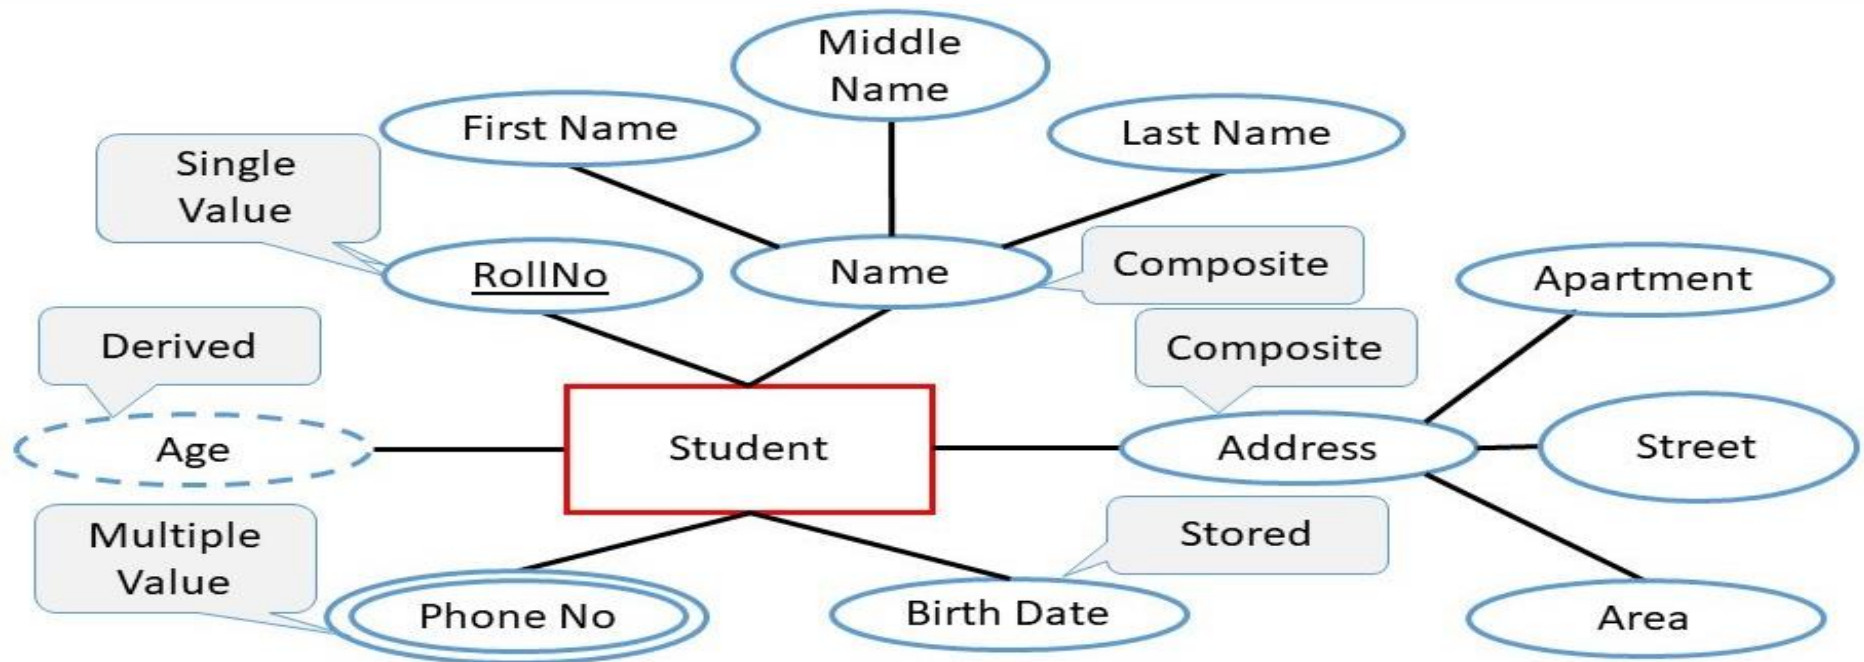 Middle
Name
First Name
Last Name
Single
Value
RollNo
Name
Composite
Apartment
Derived
Composite
Age
Student
Address
Street
Multiple
Value
Stored
Phone No
Birth Date
Area